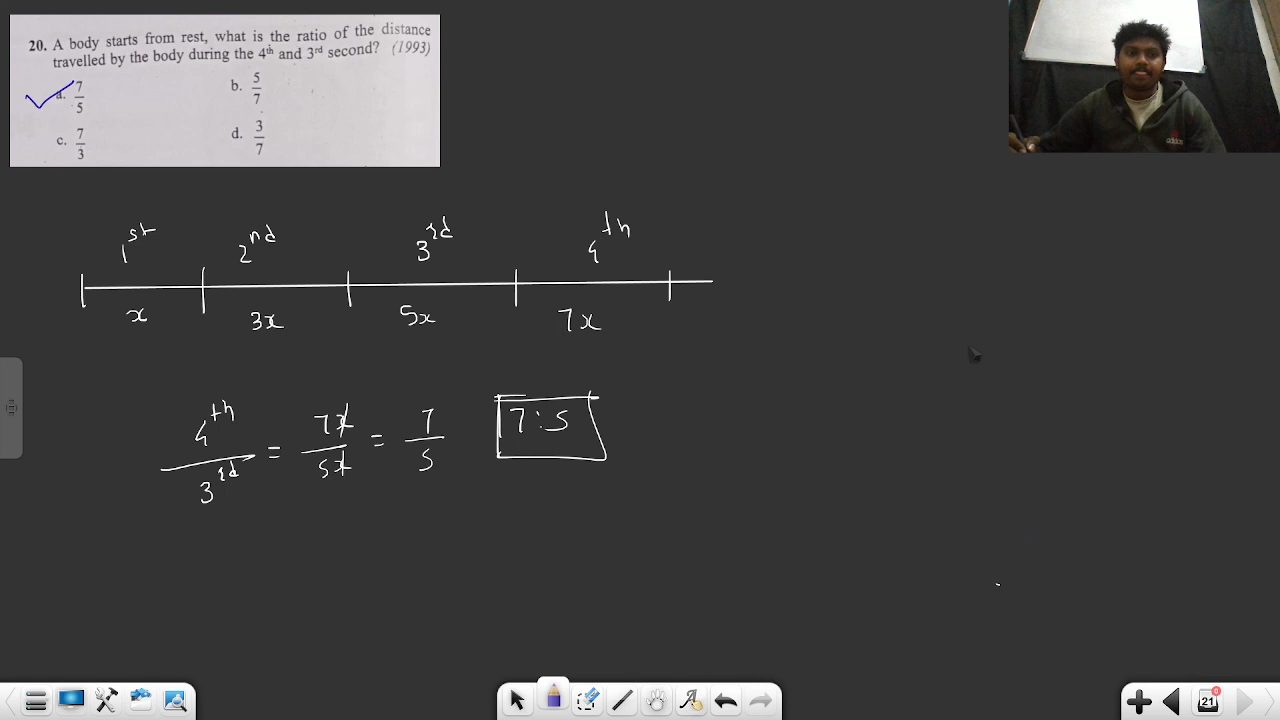 20. A body starts from rest, what is the ratio of the distance
travelled by the body during the 4th and 3rd second? (1993)
a. 7/5
b. 5/7
c. 7/3
d. 3/7
1st 2nd 3rd 4th
x 3x 5x 7x
4th/3rd = 7x/5x = 7/5 7:5
21